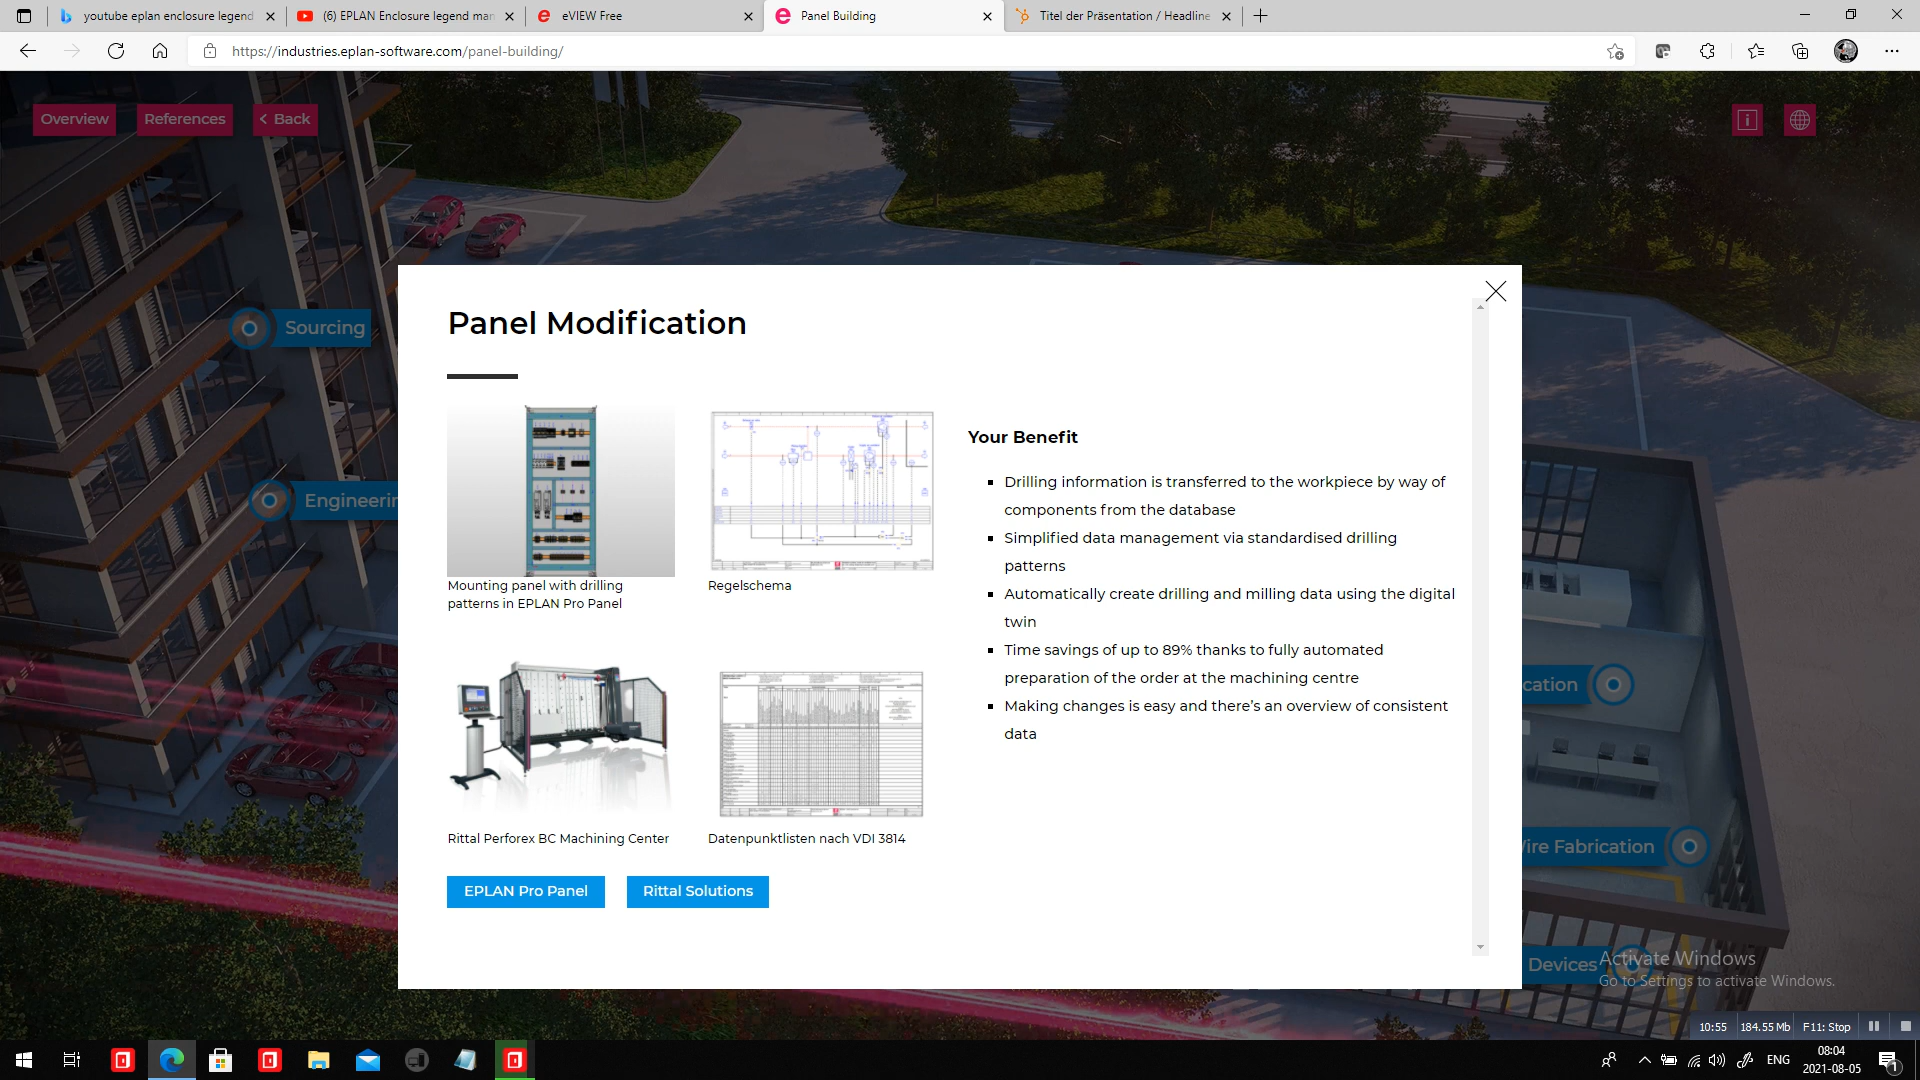 youtube eplan enclosure legend
(6) EPLAN Enclosure legend man
eVIEW Free
Panel Building
Titel der Präsentation / Headline
https://industries.eplan-software.com/panel-building/
Overview
References
Back
Sourcing
Engineerin
Panel Modification
Mounting panel with drilling
patterns in EPLAN Pro Panel
Regelschema
Rittal Perforex BC Machining Center
Datenpunktlisten nach VDI 3814
EPLAN Pro Panel
Rittal Solutions
Your Benefit
Drilling information is transferred to the workpiece by way of
components from the database
Simplified data management via standardised drilling
patterns
Automatically create drilling and milling data using the digital
twin
Time savings of up to 89% thanks to fully automated
preparation of the order at the machining centre
Making changes is easy and there's an overview of consistent
data
cation
ire Fabrication
Devices
Activate Windows
Go to Settings to activate Windows.
10:55
184.55 Mb
F11: Stop
ENG
08:04
2021-08-05
1